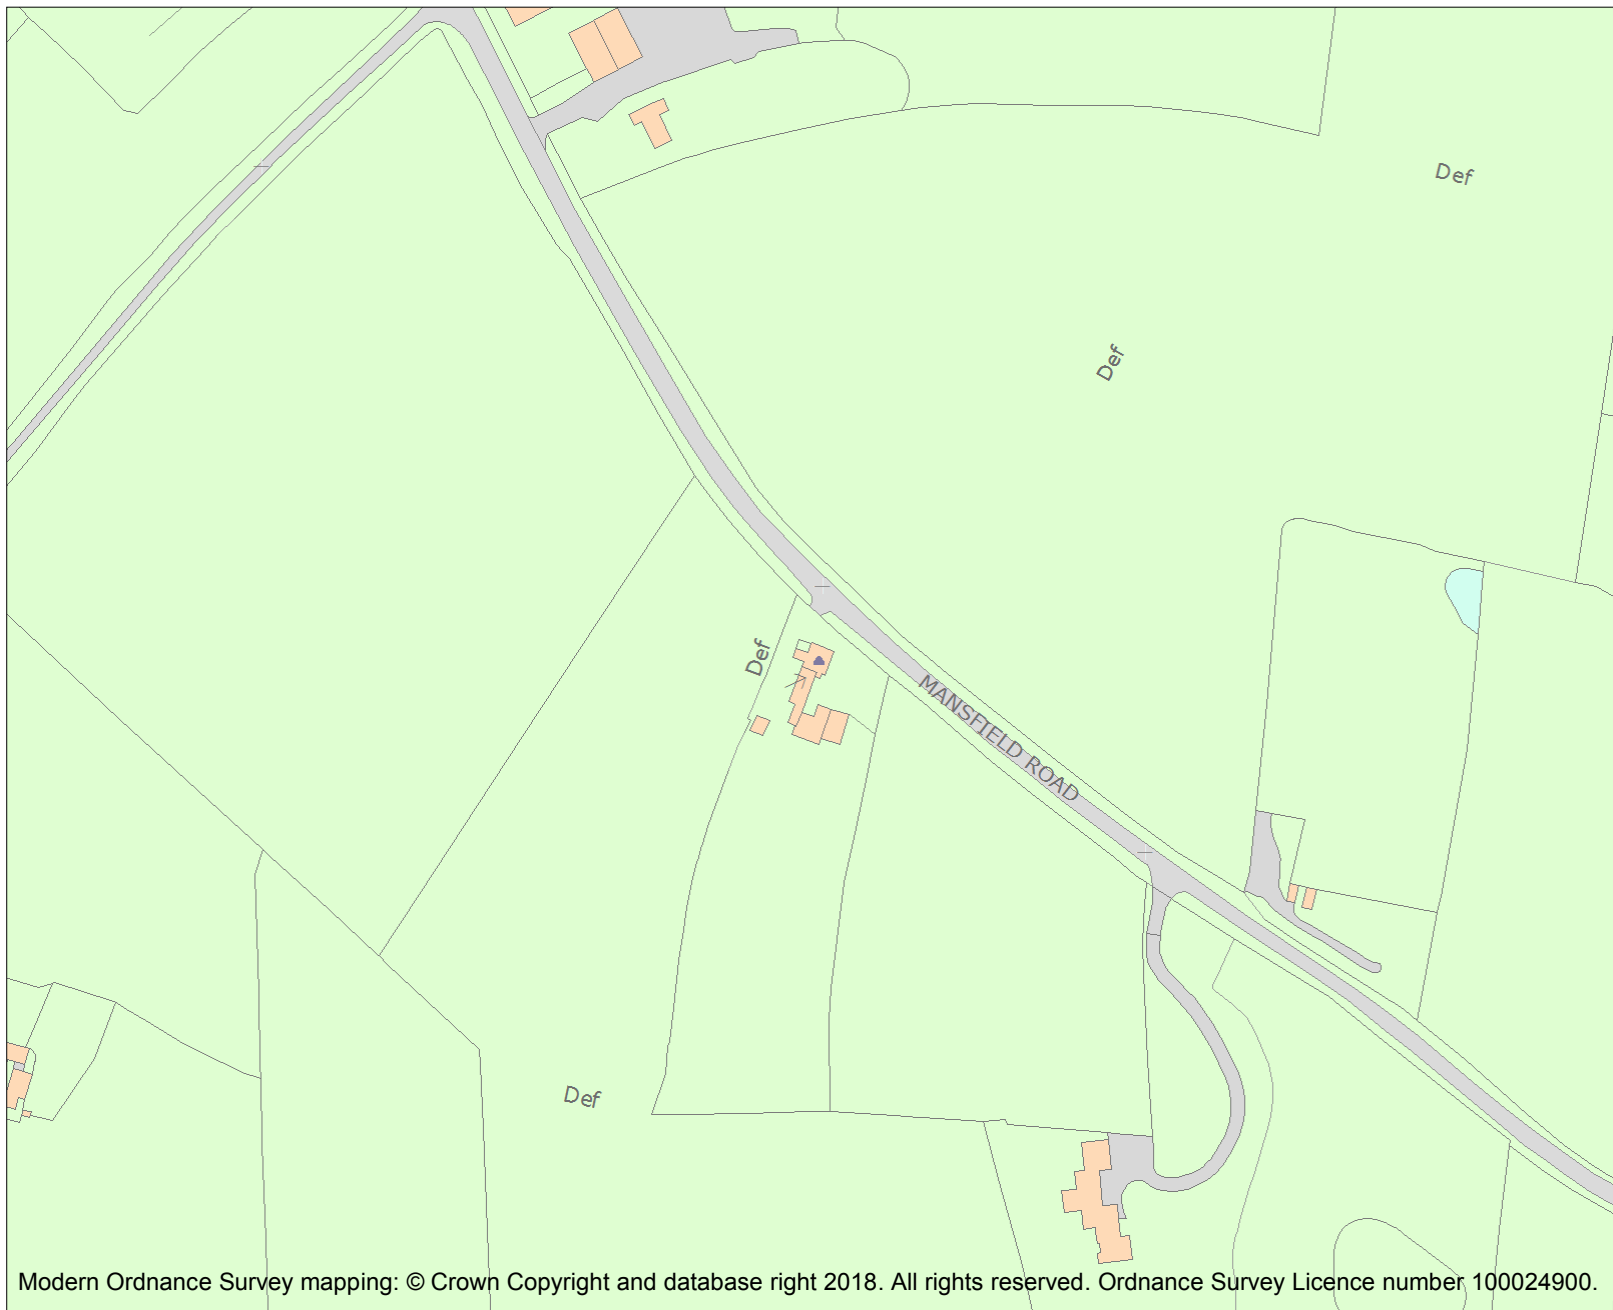 Def
Def
Def
MANSFIELD ROAD
Def
Modern Ordnance Survey mapping: © Crown Copyright and database right 2018. All rights reserved. Ordnance Survey Licence number 100024900.